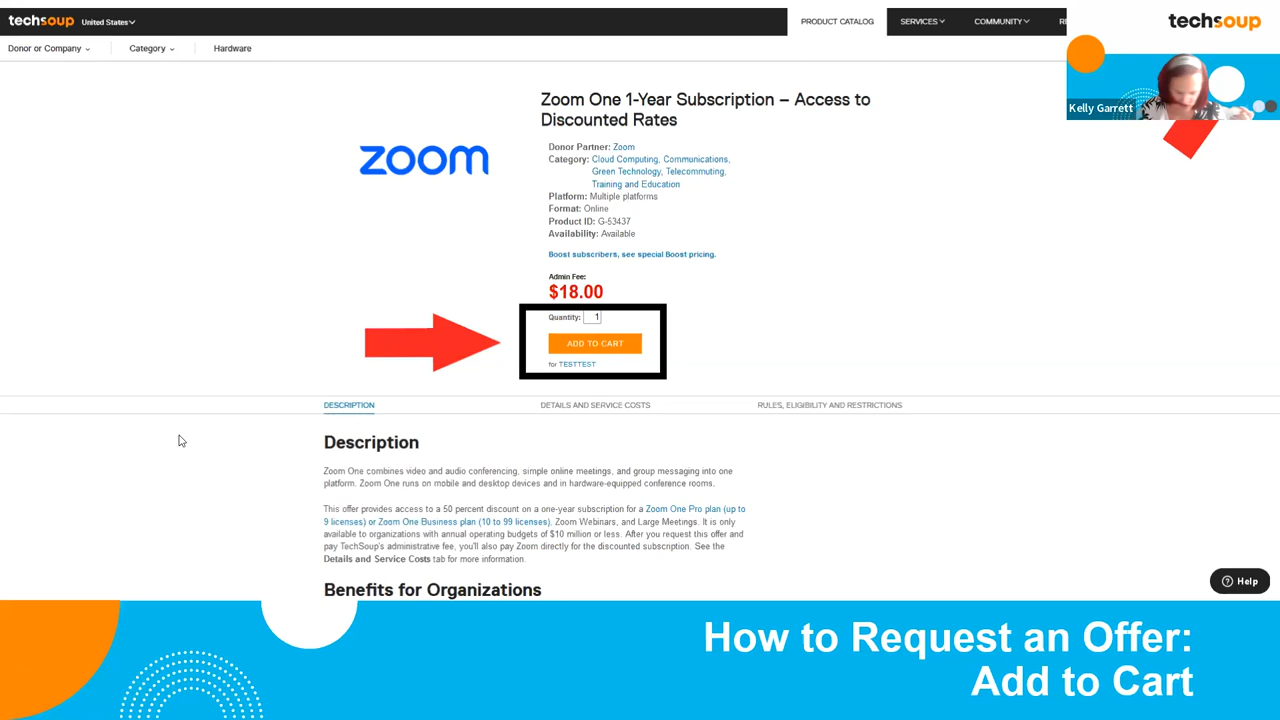 techsoup United States
PRODUCT CATALOG SERVICES COMMUNITY
techsoup
Donor or Company Category Hardware
Kelly Garrett
zoom
Zoom One 1-Year Subscription – Access to
Discounted Rates
Donor Partner: Zoom
Category: Cloud Computing, Communications,
Green Technology, Telecommuting,
Training and Education
Platform: Multiple platforms
Format: Online
Product ID: G-53437
Availability: Available
Boost subscribers, see special Boost pricing.
Admin Fee:
$18.00
Quantity: 1
ADD TO CART
for TESTTEST
DESCRIPTION DETAILS AND SERVICE COSTS RULES, ELIGIBILITY AND RESTRICTIONS
Description
Zoom One combines video and audio conferencing, simple online meetings, and group messaging into one
platform. Zoom One runs on mobile and desktop devices and in hardware-equipped conference rooms.
This offer provides access to a 50 percent discount on a one-year subscription for a Zoom One Pro plan (up to
9 licenses) or Zoom One Business plan (10 to 99 licenses), Zoom Webinars, and Large Meetings. It is only
available to organizations with annual operating budgets of $10 million or less. After you request this offer and
pay TechSoup's administrative fee, you'll also pay Zoom directly for the discounted subscription. See the
Details and Service Costs tab for more information.
Benefits for Organizations
Help
How to Request an Offer:
Add to Cart